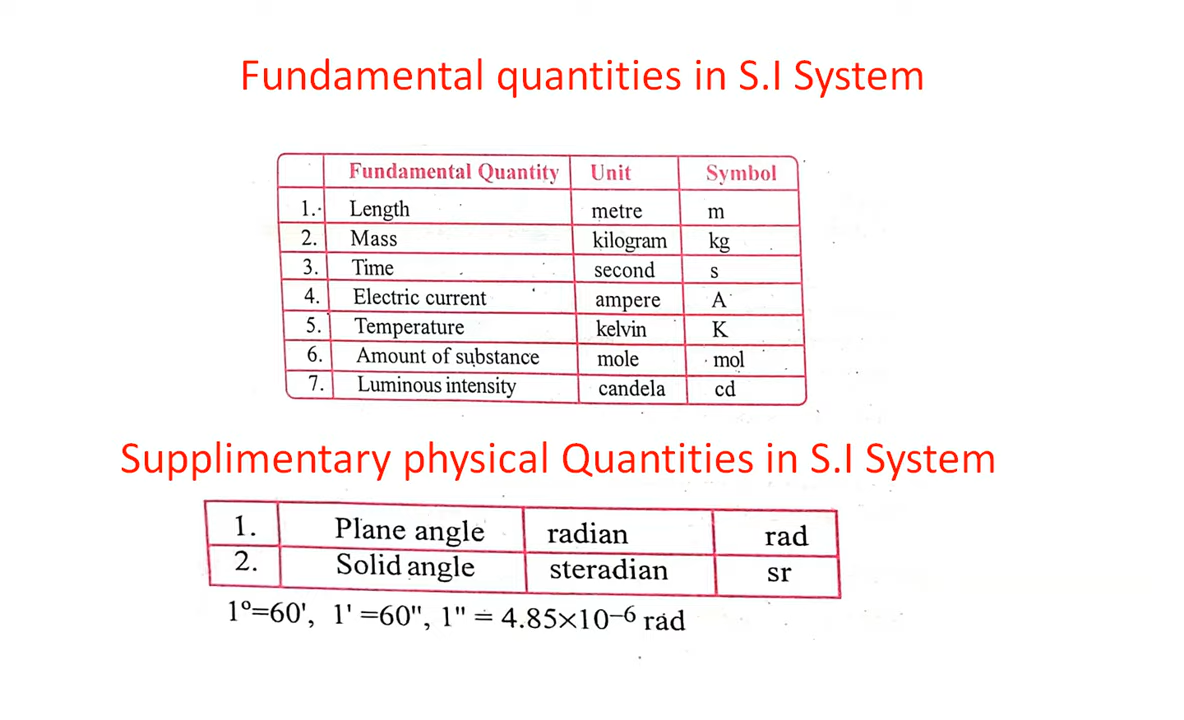 Fundamental quantities in S.I System
Fundamental Quantity Unit Symbol
1. Length metre m
2. Mass kilogram kg
3. Time second s
4. Electric current ampere A
5. Temperature kelvin K
6. Amount of substance mole mol
7. Luminous intensity candela cd
Supplimentary physical Quantities in S.I System
1. Plane angle radian rad
2. Solid angle steradian sr
1º=60', 1' =60", 1" = 4.85×10−6 rad